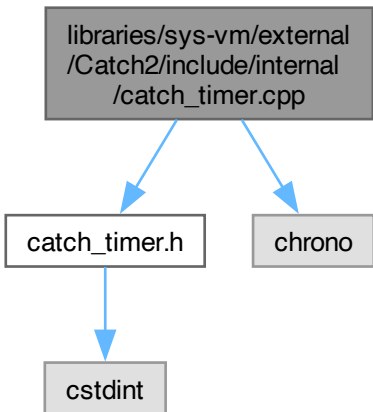 libraries/sys-vm/external
/Catch2/include/internal
/catch_timer.cpp
catch_timer.h
chrono
cstdint